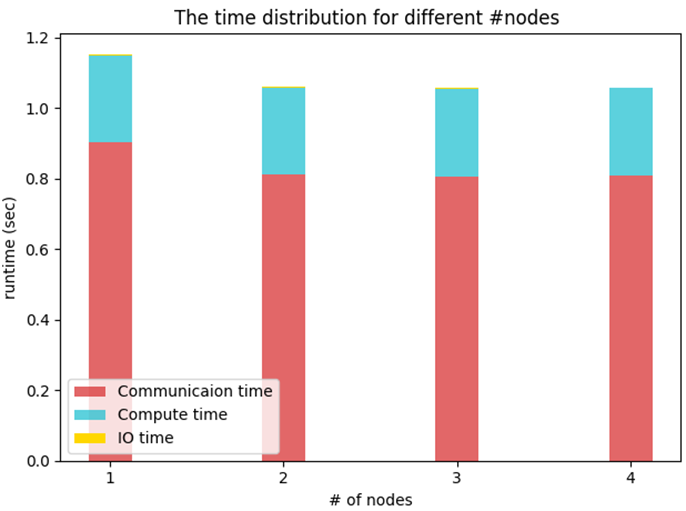 The time distribution for different #nodes
1.2
1.0
0.8
0.6
0.4
0.2
0.0
runtime (sec)
Communicaion time
Compute time
IO time
1 2 3 4
# of nodes